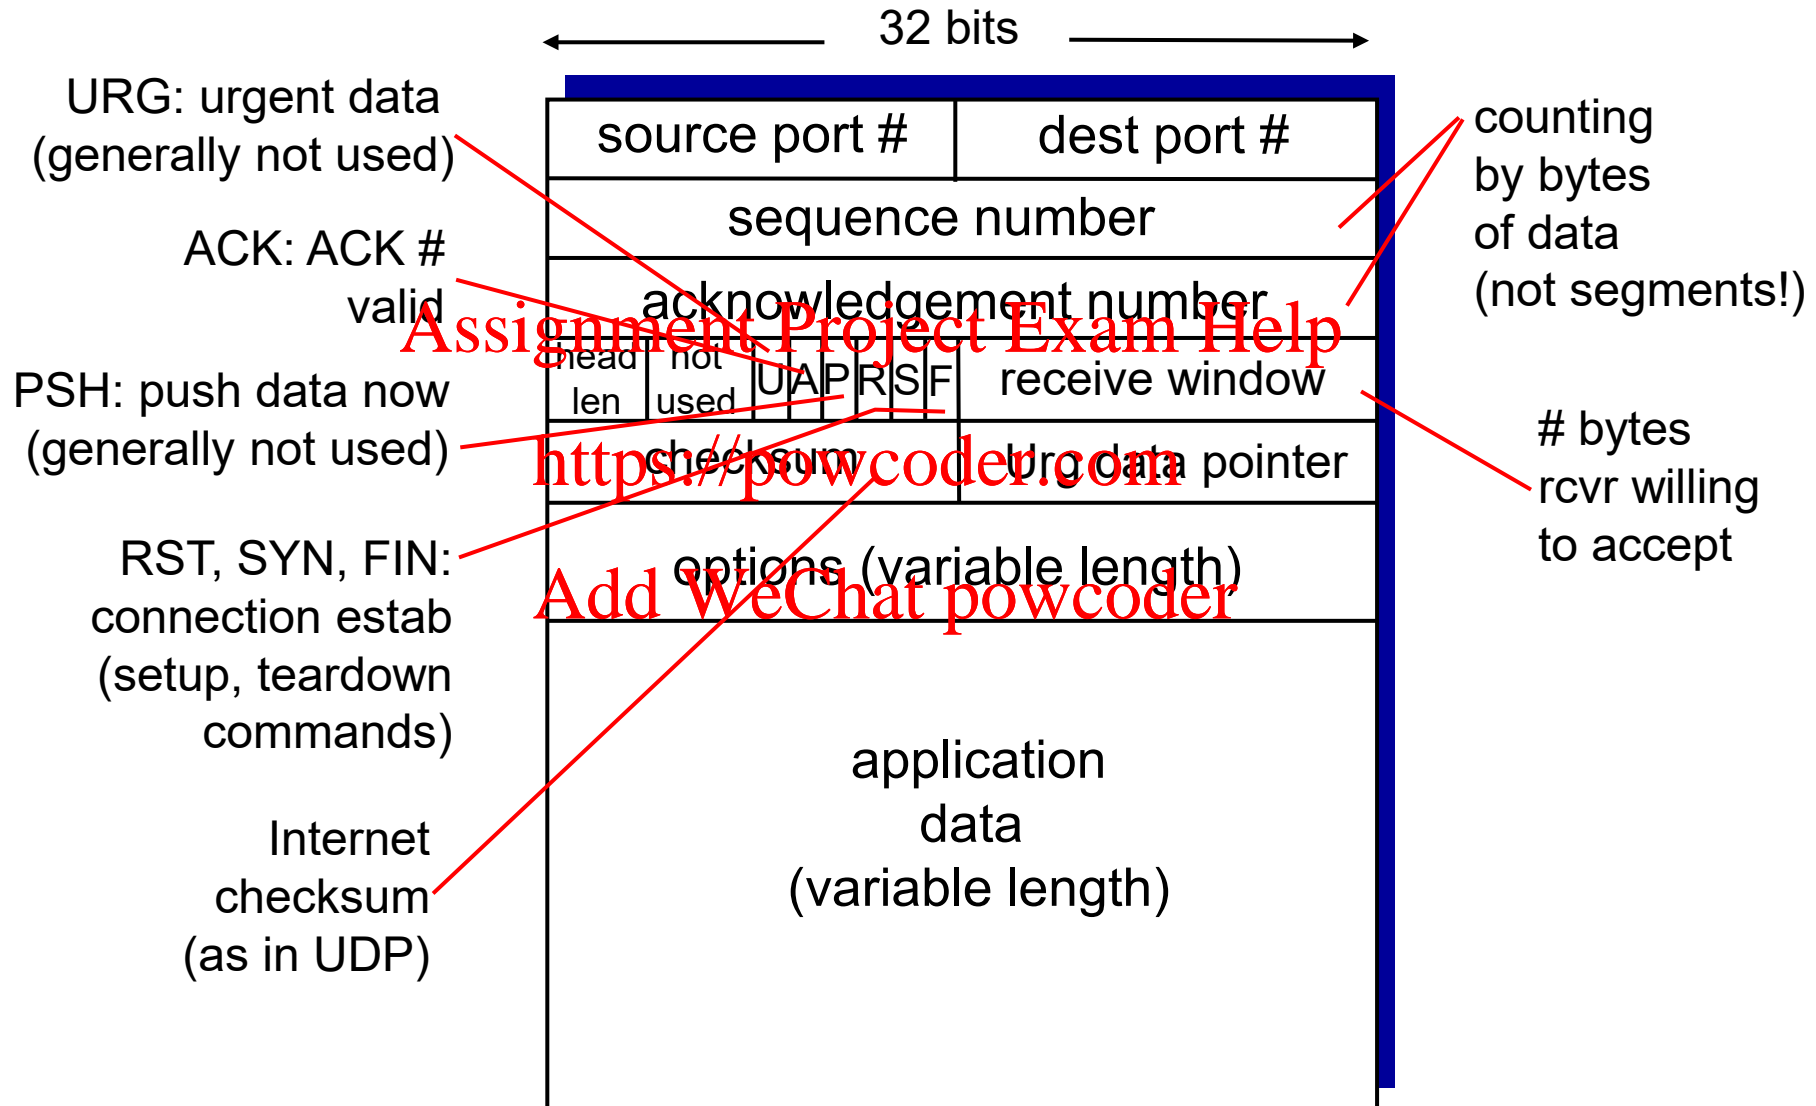 32 bits
URG: urgent data
(generally not used)
ACK: ACK #
valid
PSH: push data now
(generally not used)
RST, SYN, FIN:
connection estab
(setup, teardown
commands)
Internet
checksum
(as in UDP)
source port #
dest port #
sequence number
acknowledgement number
Assignment Project Exam Help
head
len
not
used
U A P R S F
receive window
checksum
Urg data pointer
https://powcoder.com
options (variable length)
Add WeChat powcoder
application
data
(variable length)
counting
by bytes
of data
(not segments!)
# bytes
rcvr willing
to accept